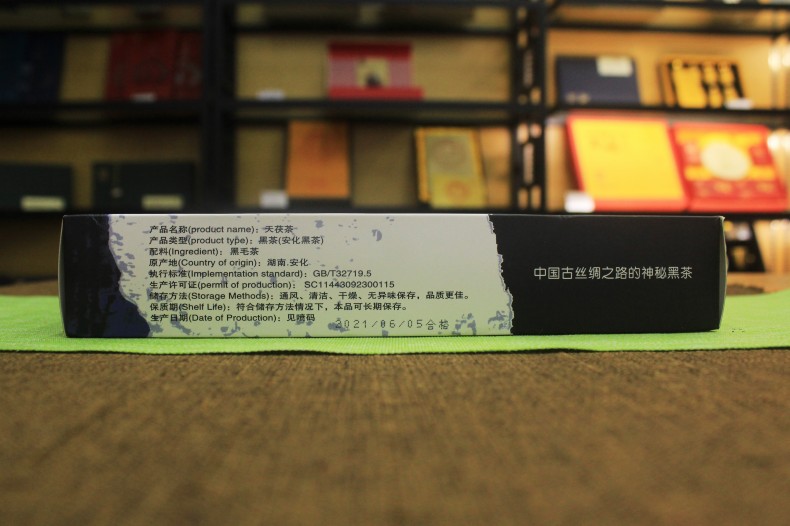 产品名称(product name)：天茯茶
产品类型(product type)：黑茶(安化黑茶)
配料(Ingredient)：黑毛茶
原产地(Country of origin)：湖南.安化
执行标准(Implementation standard)：GB/T32719.5
生产许可证(permit of production)： SC11443092300115
储存方法(Storage Methods)：通风、清洁、干燥、无异味保存，品质更佳。
保质期(Shelf Life)：符合储存方法情况下，本品可长期保存。
生产日期(Date of Production)：见喷码
2021/06/05合格
中国古丝绸之路的神秘黑茶